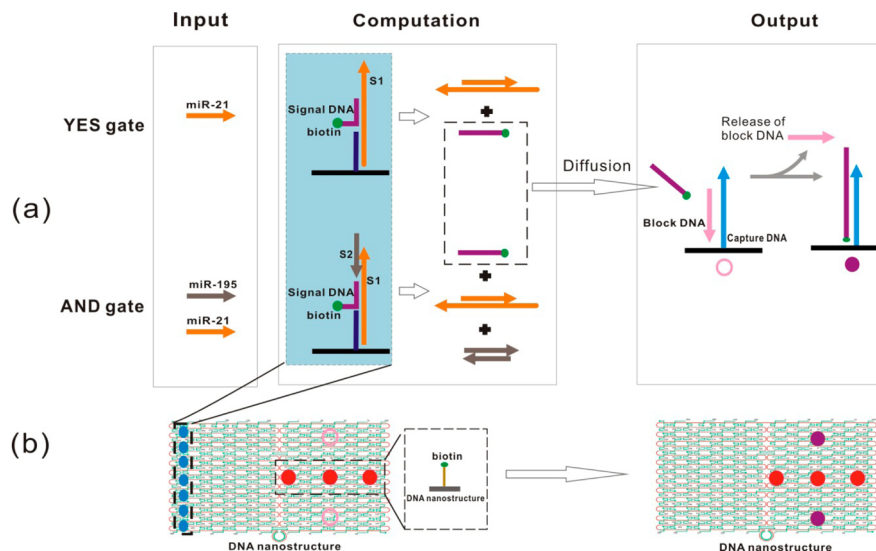 Input
Computation
Output
(a)
YES gate
miR-21
S1
Signal DNA
biotin
Diffusion
Release of
block DNA
Block DNA
Capture DNA
AND gate
miR-195
miR-21
S2
S1
Signal DNA
biotin
(b)
biotin
DNA nanostructure
DNA nanostructure
DNA nanostructure